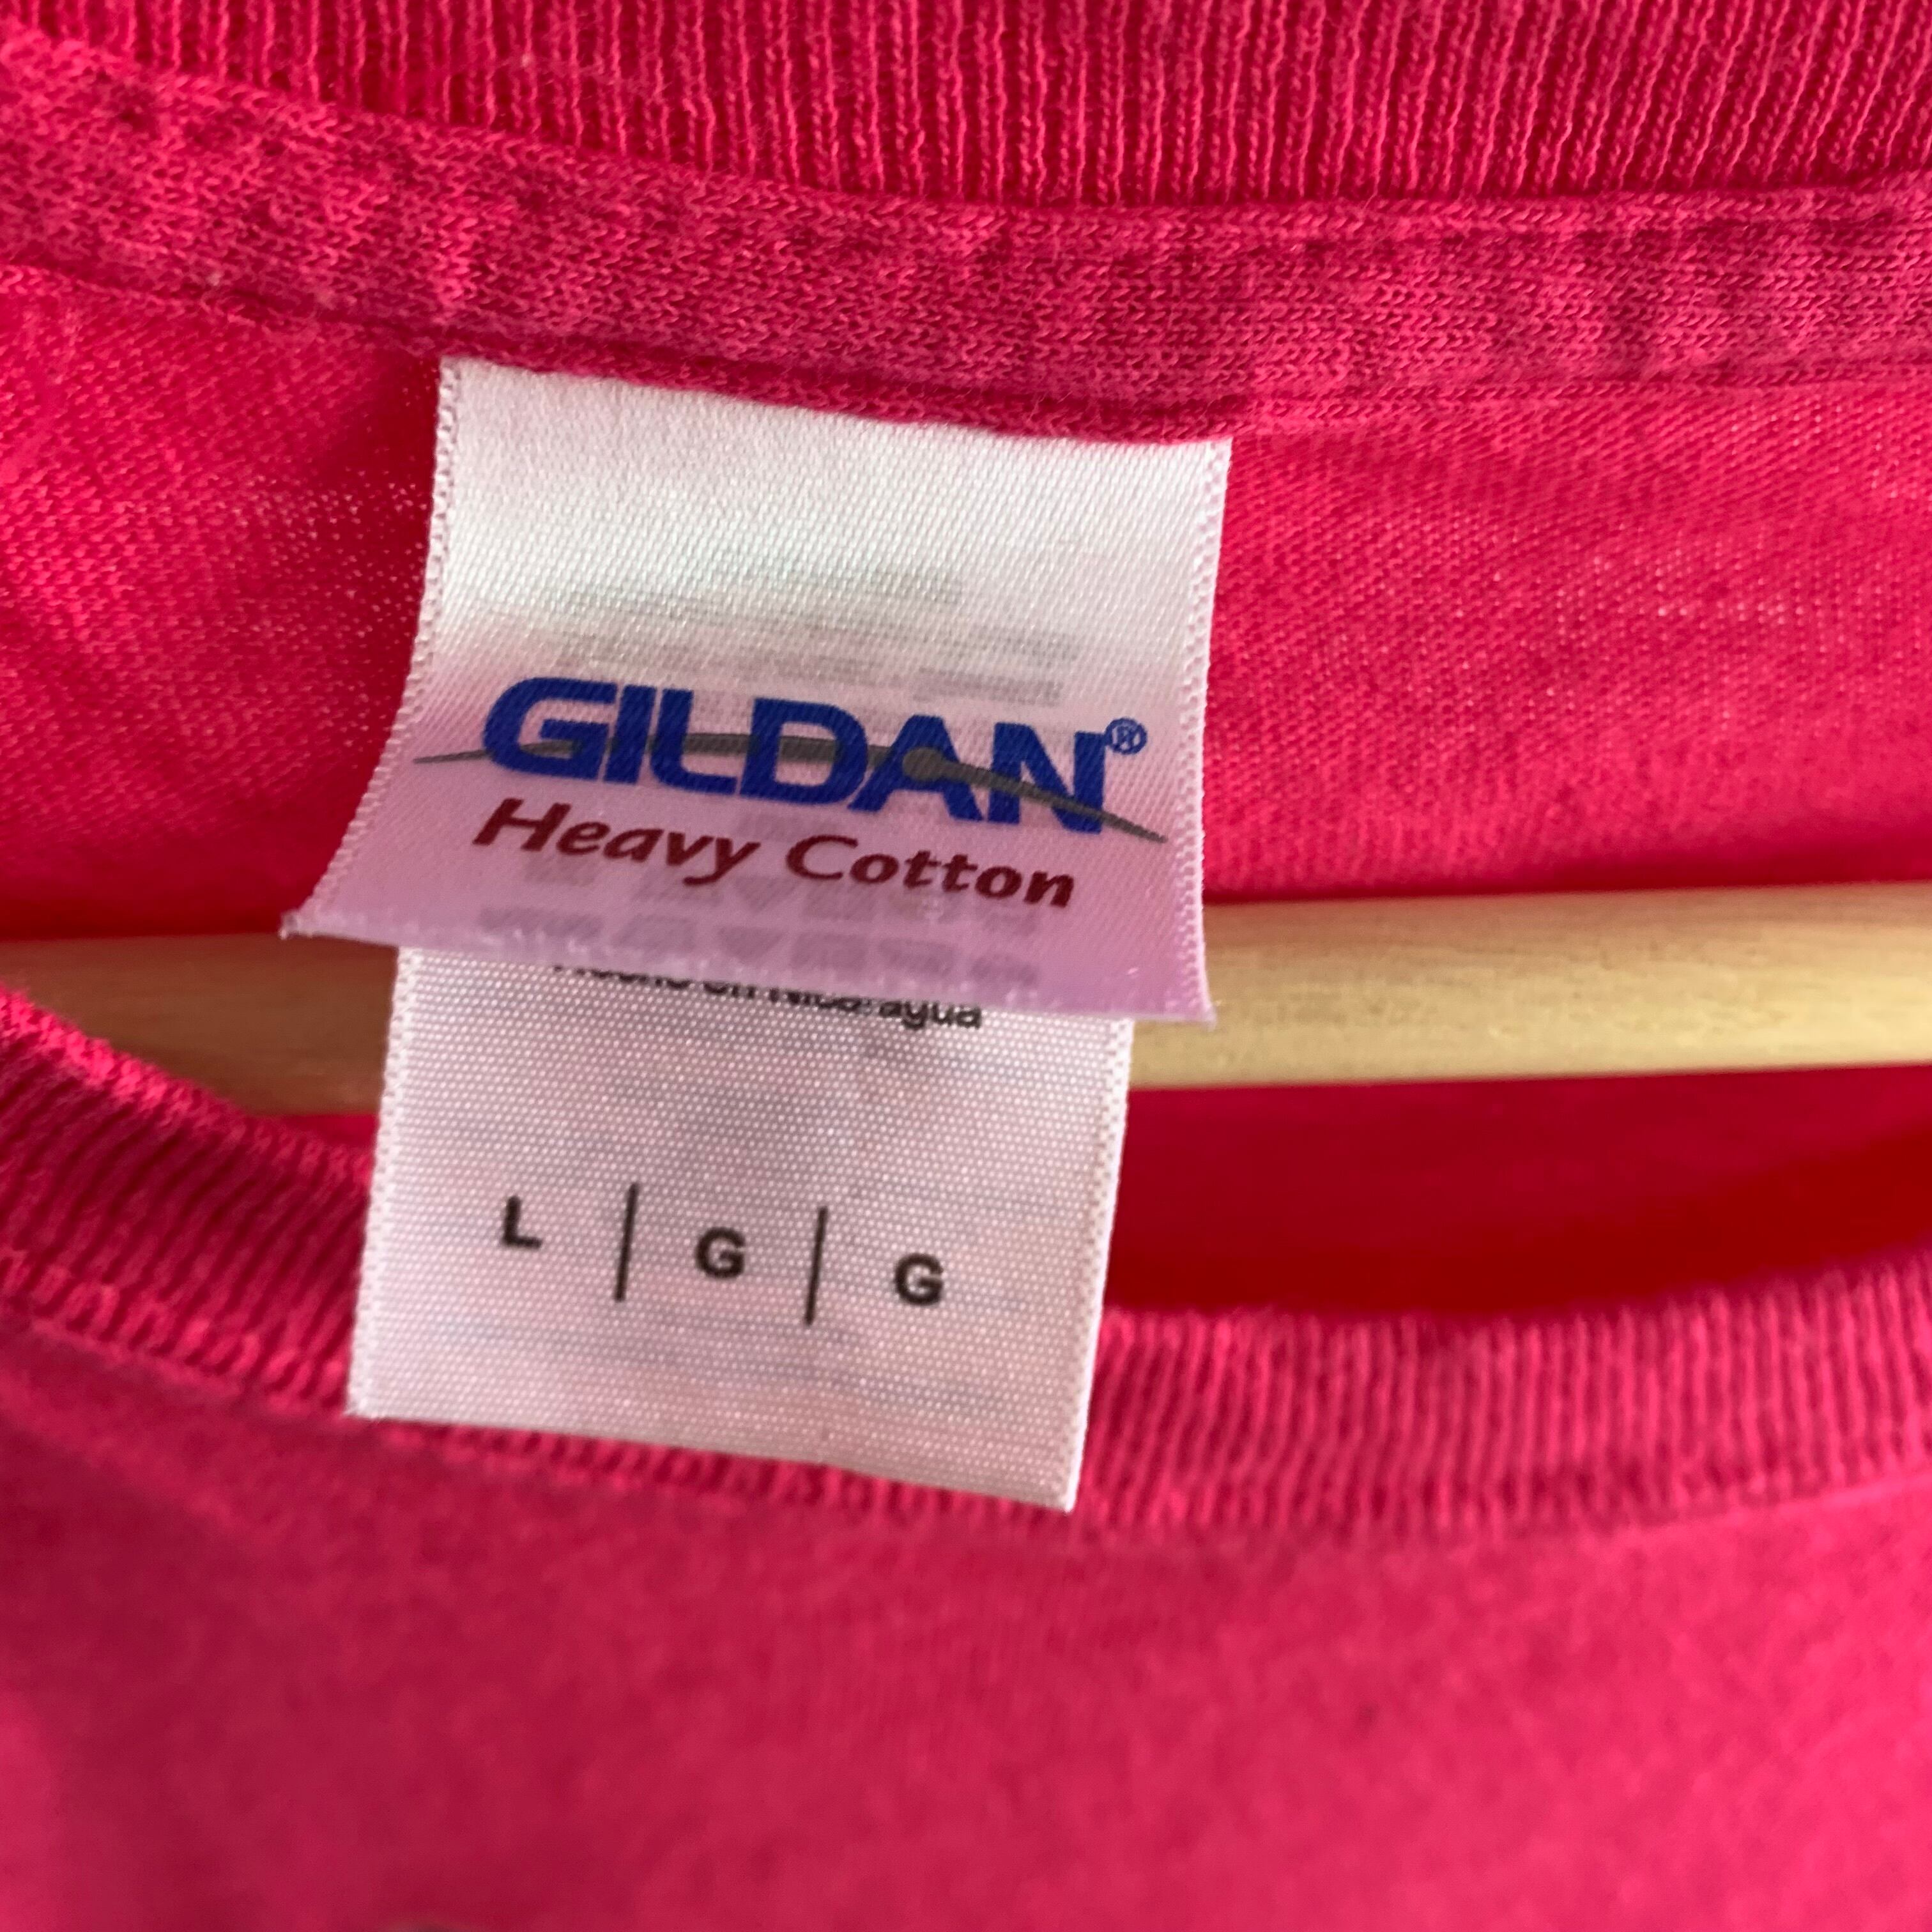 GILDAN®
Heavy Cotton
Hecho en Nicaragua
L | G | G